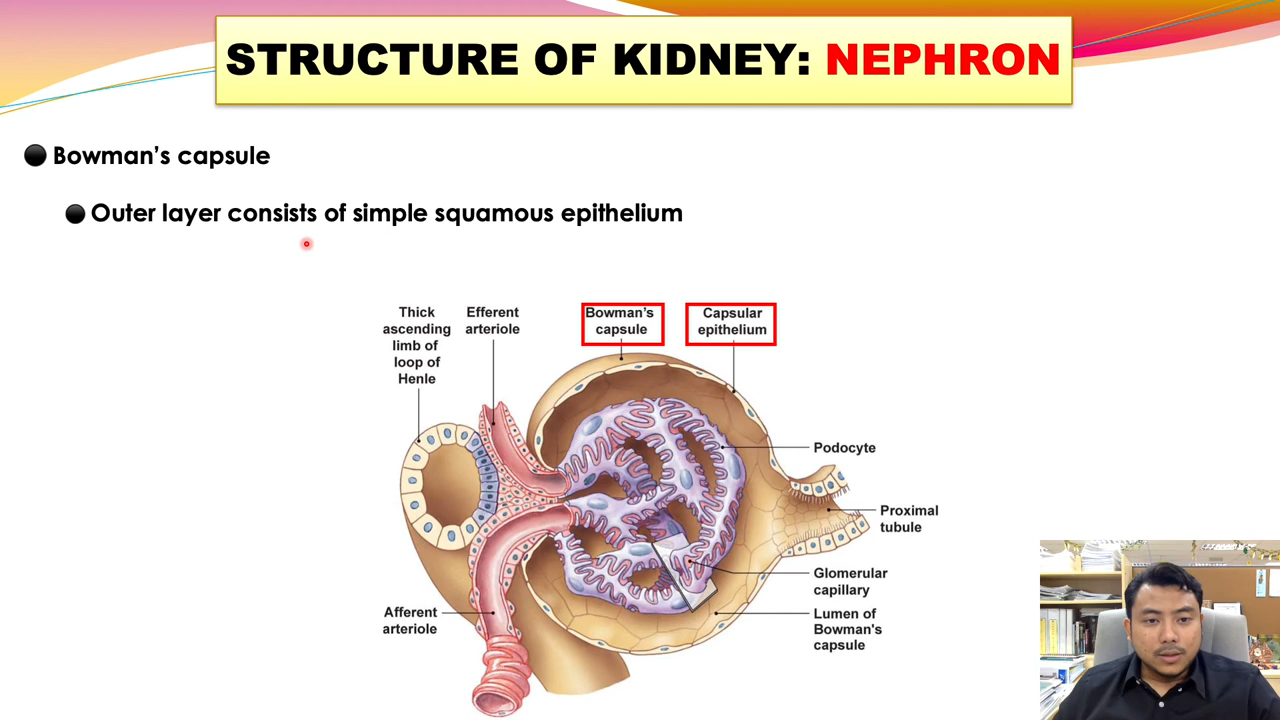 STRUCTURE OF KIDNEY: NEPHRON
Bowman’s capsule
Outer layer consists of simple squamous epithelium
Thick
ascending
limb of
loop of
Henle
Efferent
arteriole
Bowman’s
capsule
Capsular
epithelium
Podocyte
Proximal
tubule
Glomerular
capillary
Afferent
arteriole
Lumen of
Bowman's
capsule